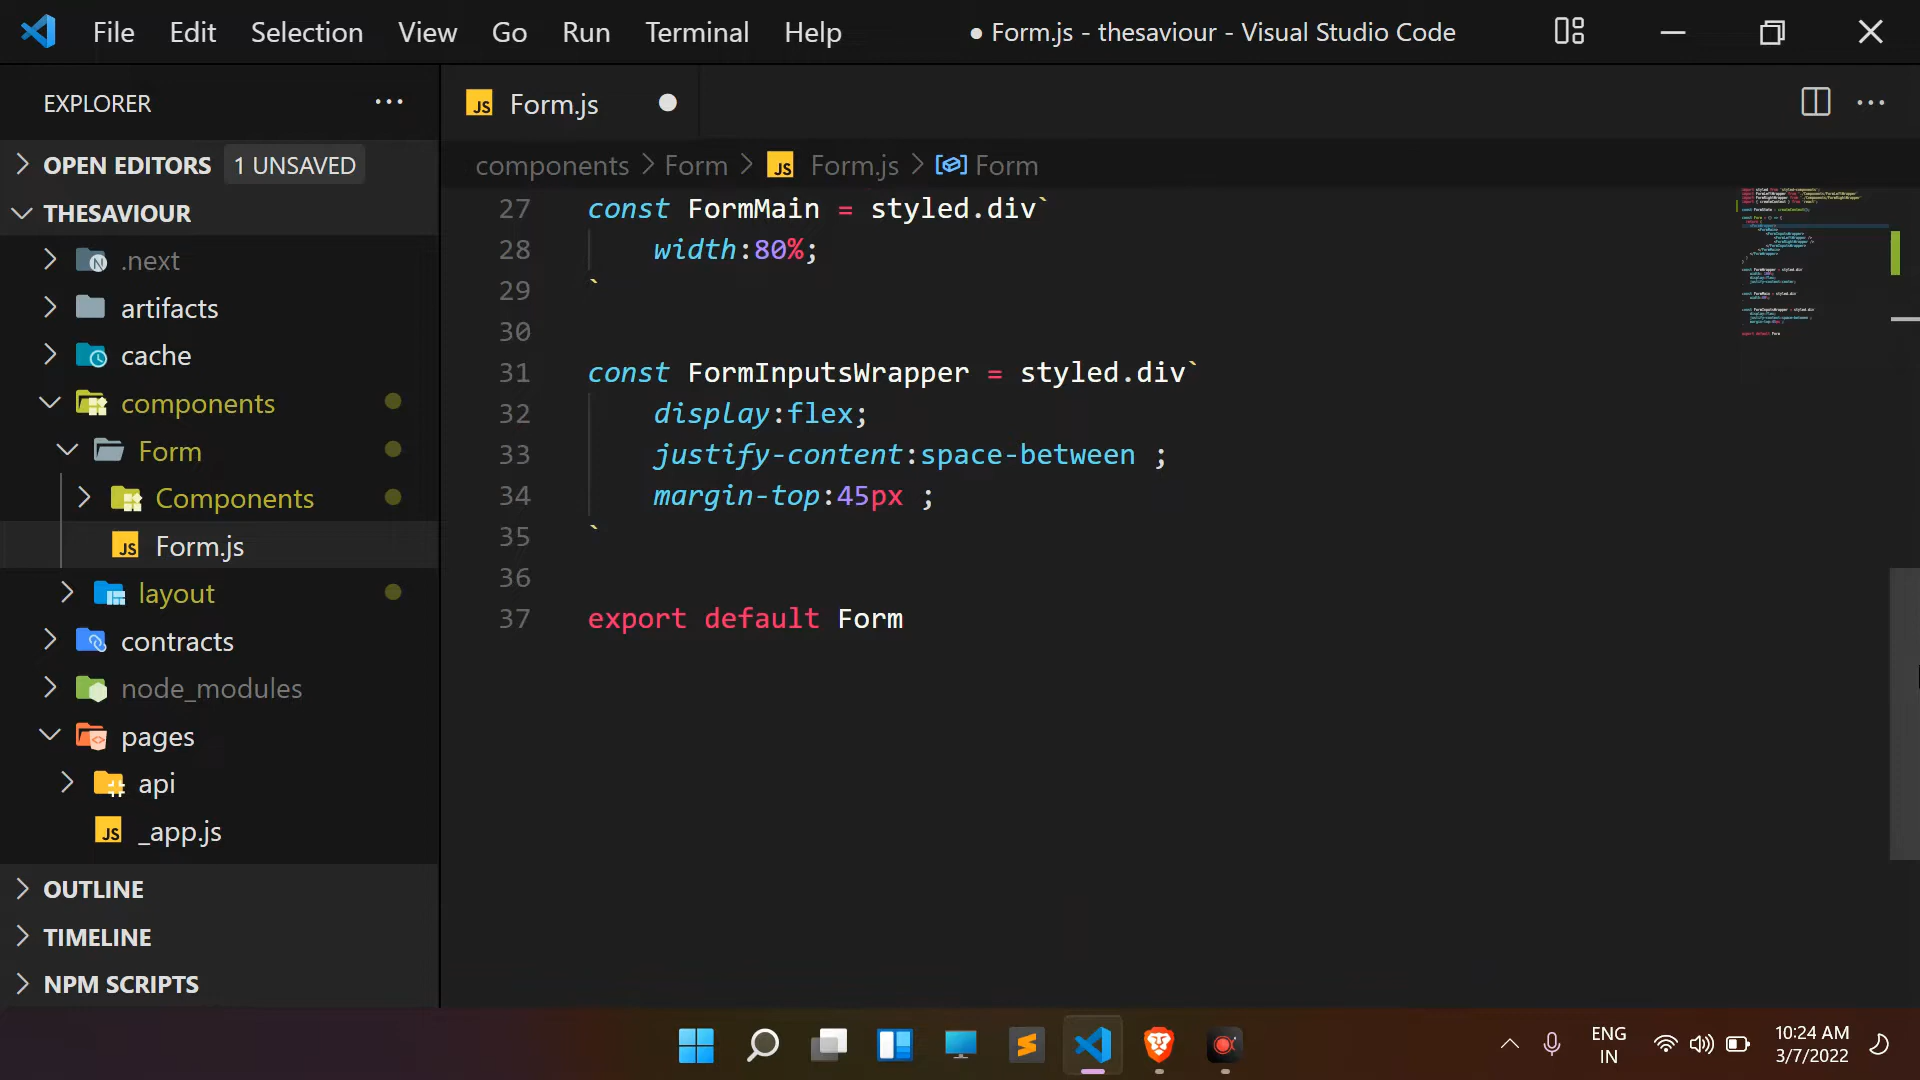 File Edit Selection View Go Run Terminal Help ● Form.js - thesaviour - Visual Studio Code
EXPLORER ···
OPEN EDITORS 1 UNSAVED
THESAVIOUR
.next
artifacts
cache
components
Form
Components
JS Form.js
layout
contracts
node_modules
pages
api
JS _app.js
OUTLINE
TIMELINE
NPM SCRIPTS
JS Form.js ●
components > Form > JS Form.js > Form
27 const FormMain = styled.div`
28 width:80%;
29 `
30
31 const FormInputsWrapper = styled.div`
32 display:flex;
33 justify-content:space-between ;
34 margin-top:45px ;
35 `
36
37 export default Form
ENG
IN
10:24 AM
3/7/2022